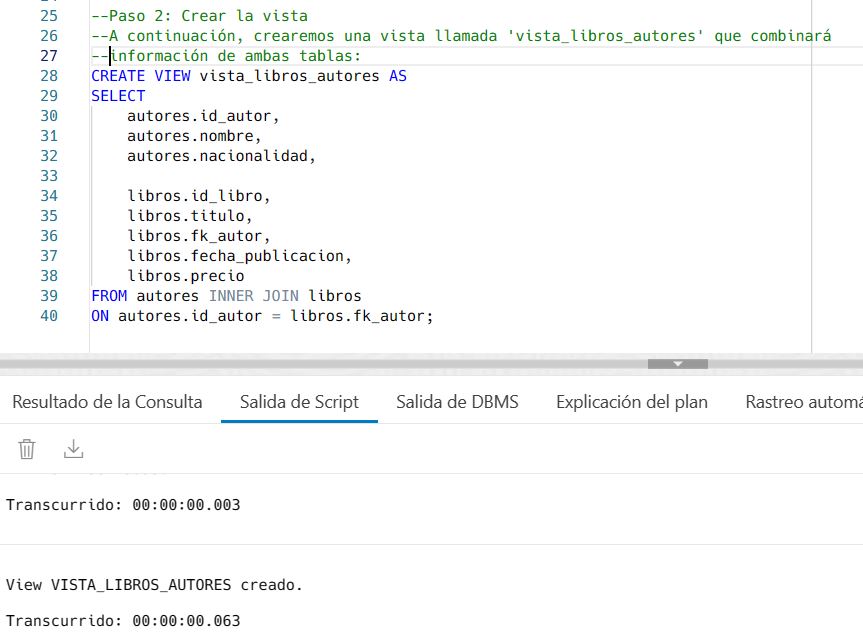 25 --Paso 2: Crear la vista
26 --A continuación, crearemos una vista llamada 'vista_libros_autores' que combinará
27 --información de ambas tablas:
28 CREATE VIEW vista_libros_autores AS
29 SELECT
30 autores.id_autor,
31 autores.nombre,
32 autores.nacionalidad,
33
34 libros.id_libro,
35 libros.titulo,
36 libros.fk_autor,
37 libros.fecha_publicacion,
38 libros.precio
39 FROM autores INNER JOIN libros
40 ON autores.id_autor = libros.fk_autor;
Resultado de la Consulta Salida de Script Salida de DBMS Explicación del plan Rastreo automá
Transcurrido: 00:00:00.003
View VISTA_LIBROS_AUTORES creado.
Transcurrido: 00:00:00.063